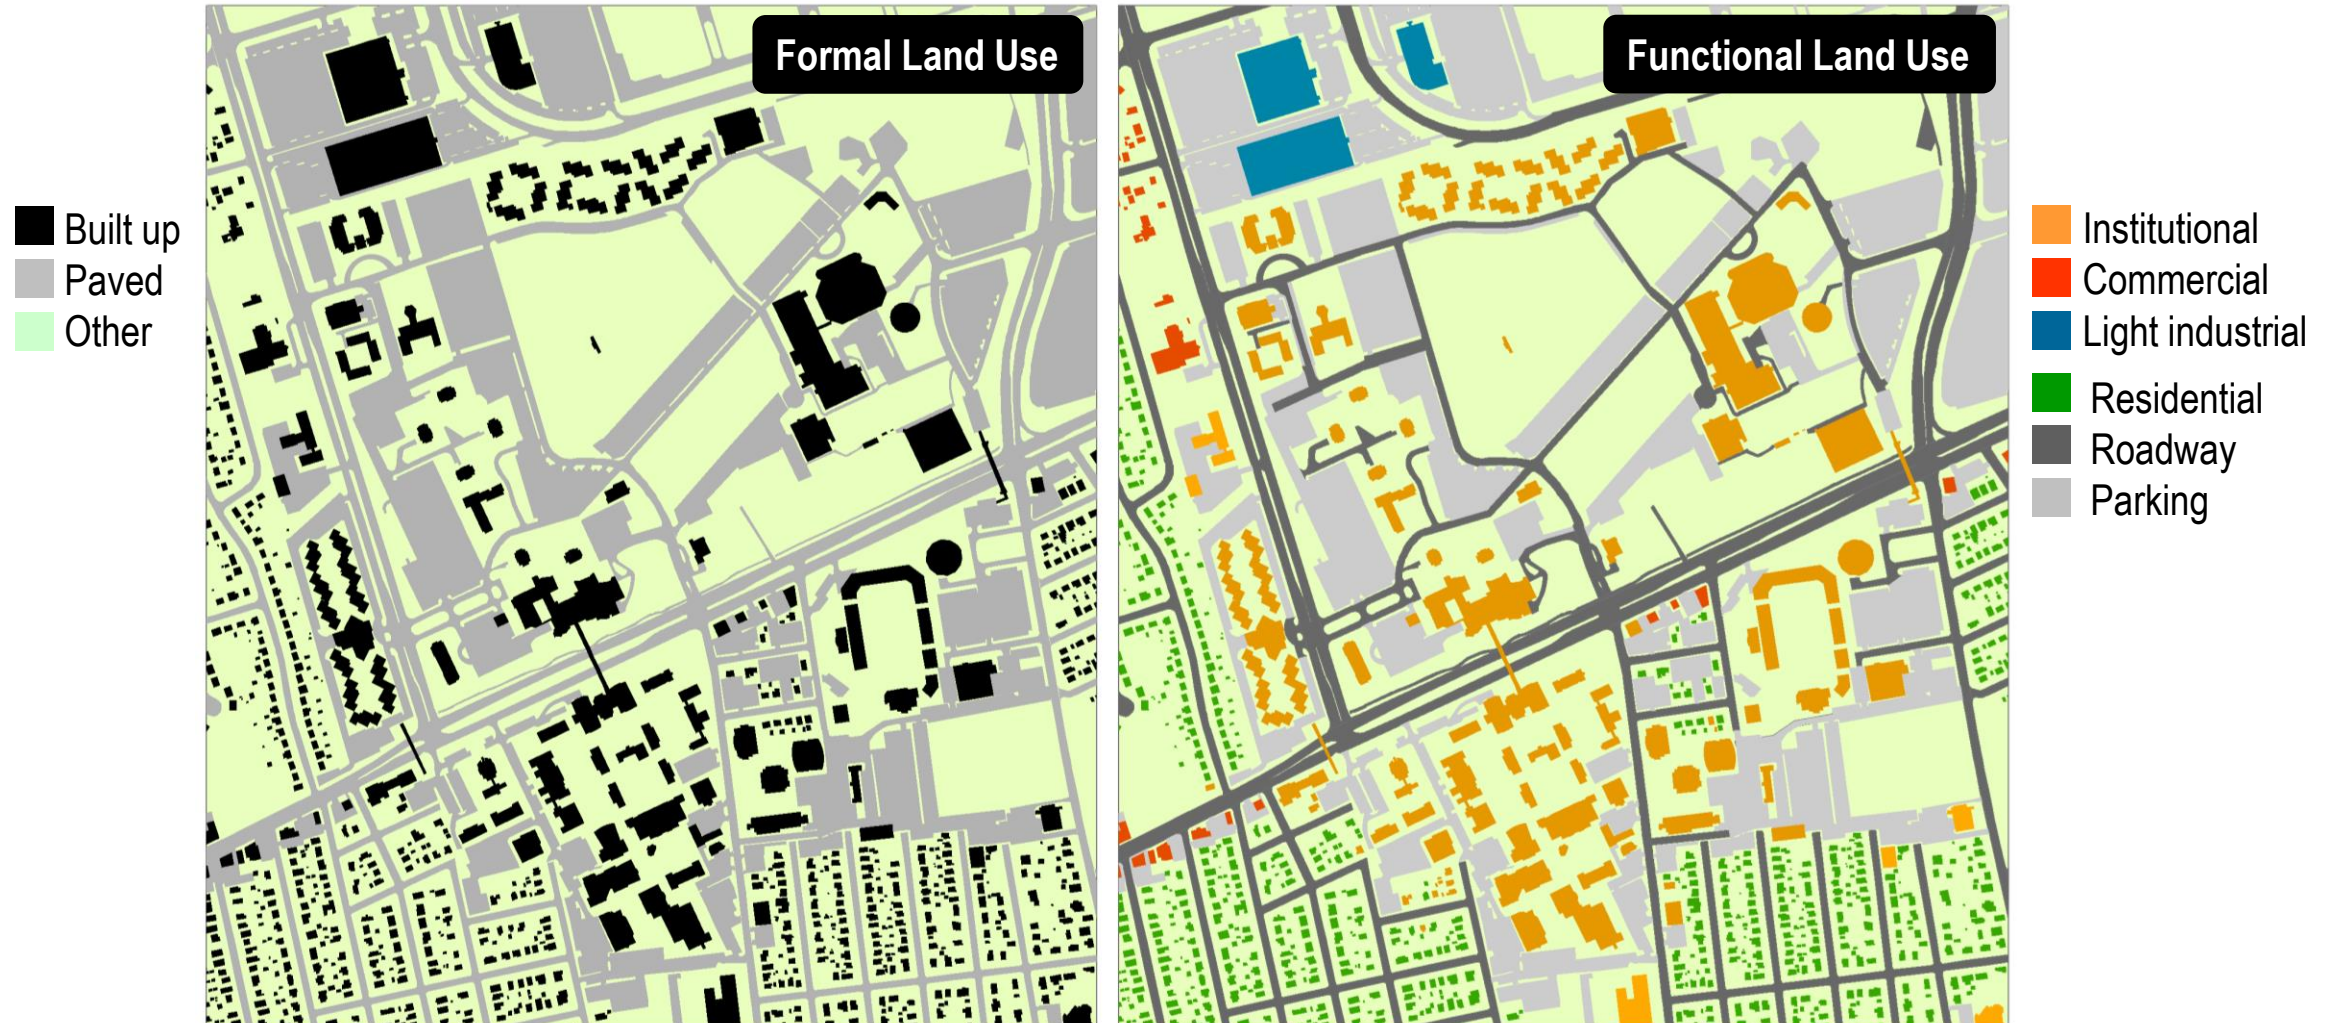 Formal Land Use
Functional Land Use
Built up
Paved
Other
Institutional
Commercial
Light industrial
Residential
Roadway
Parking